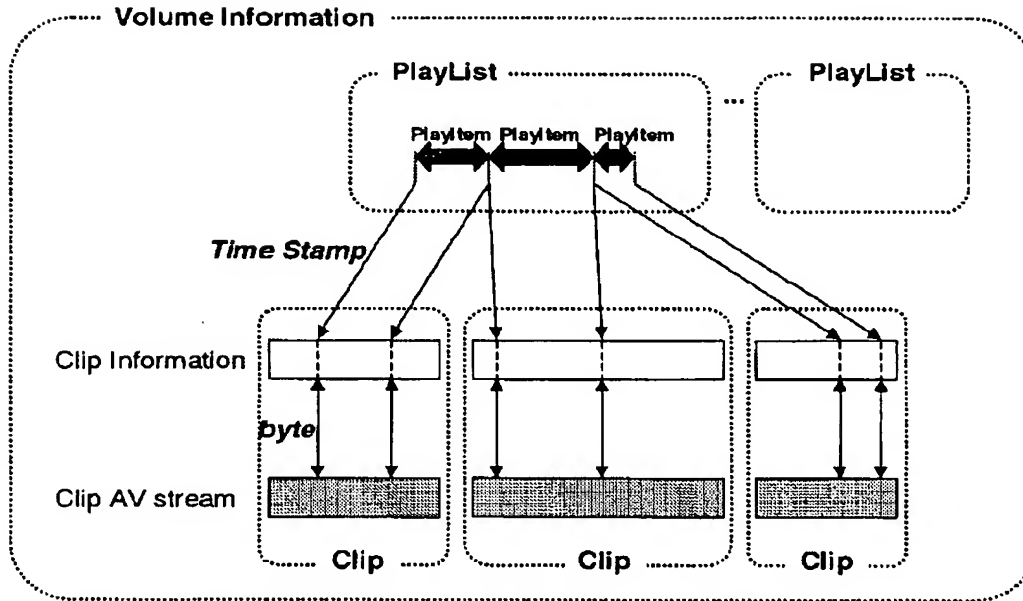 Volume Information
PlayList
...
PlayList
PlayItem PlayItem PlayItem
Time Stamp
Clip Information
byte
Clip AV stream
Clip
Clip
Clip